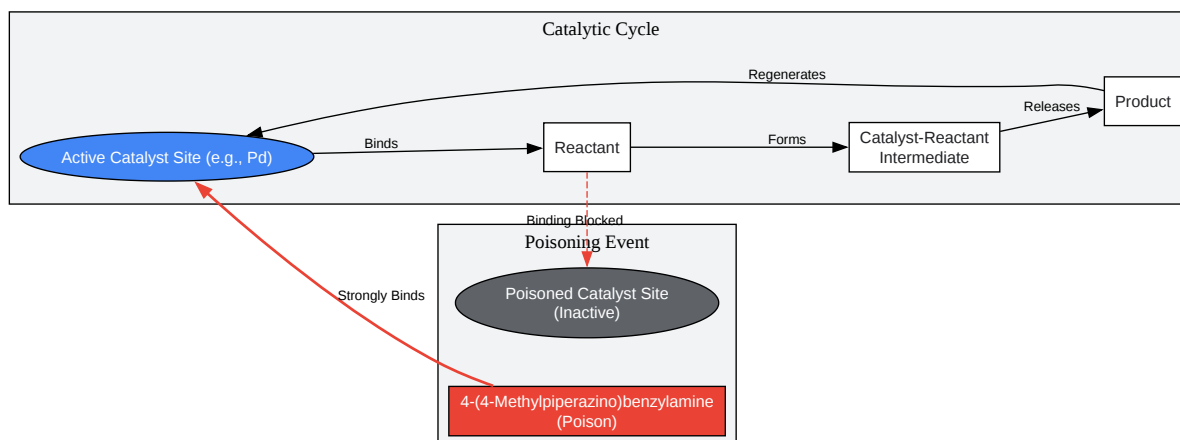 Catalytic Cycle
Regenerates
Product
Releases
Active Catalyst Site (e.g., Pd)
Binds
Reactant
Forms
Catalyst-Reactant
Intermediate
Binding Blocked
Poisoning Event
Strongly Binds
Poisoned Catalyst Site
(Inactive)
4-(4-Methylpiperazino)benzylamine
(Poison)